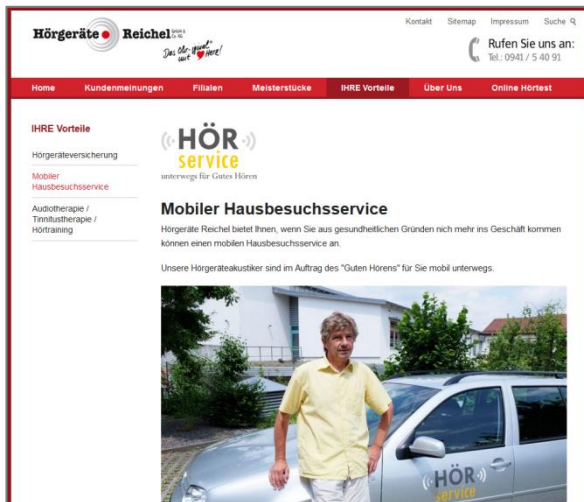 Kontakt Sitemap Impressum Suche
Hörgeräte Reichel GmbH & Co. KG
Das Ohr-iginal
mit Herz!
Rufen Sie uns an:
Tel.: 0941 / 5 40 91
Home Kundenmeinungen Filialen Meisterstücke IHRE Vorteile Über Uns Online Hörtest
IHRE Vorteile
Hörgeräteversicherung
Mobiler
Hausbesuchsservice
Audiotherapie /
Tinnitustherapie /
Hörtraining
HÖR
service
unterwegs für Gutes Hören
Mobiler Hausbesuchsservice
Hörgeräte Reichel bietet Ihnen, wenn Sie aus gesundheitlichen Gründen nich mehr ins Geschäft kommen
können einen mobilen Hausbesuchsservice an.
Unsere Hörgeräteakustiker sind im Auftrag des "Guten Hörens" für Sie mobil unterwegs.
HÖR
service